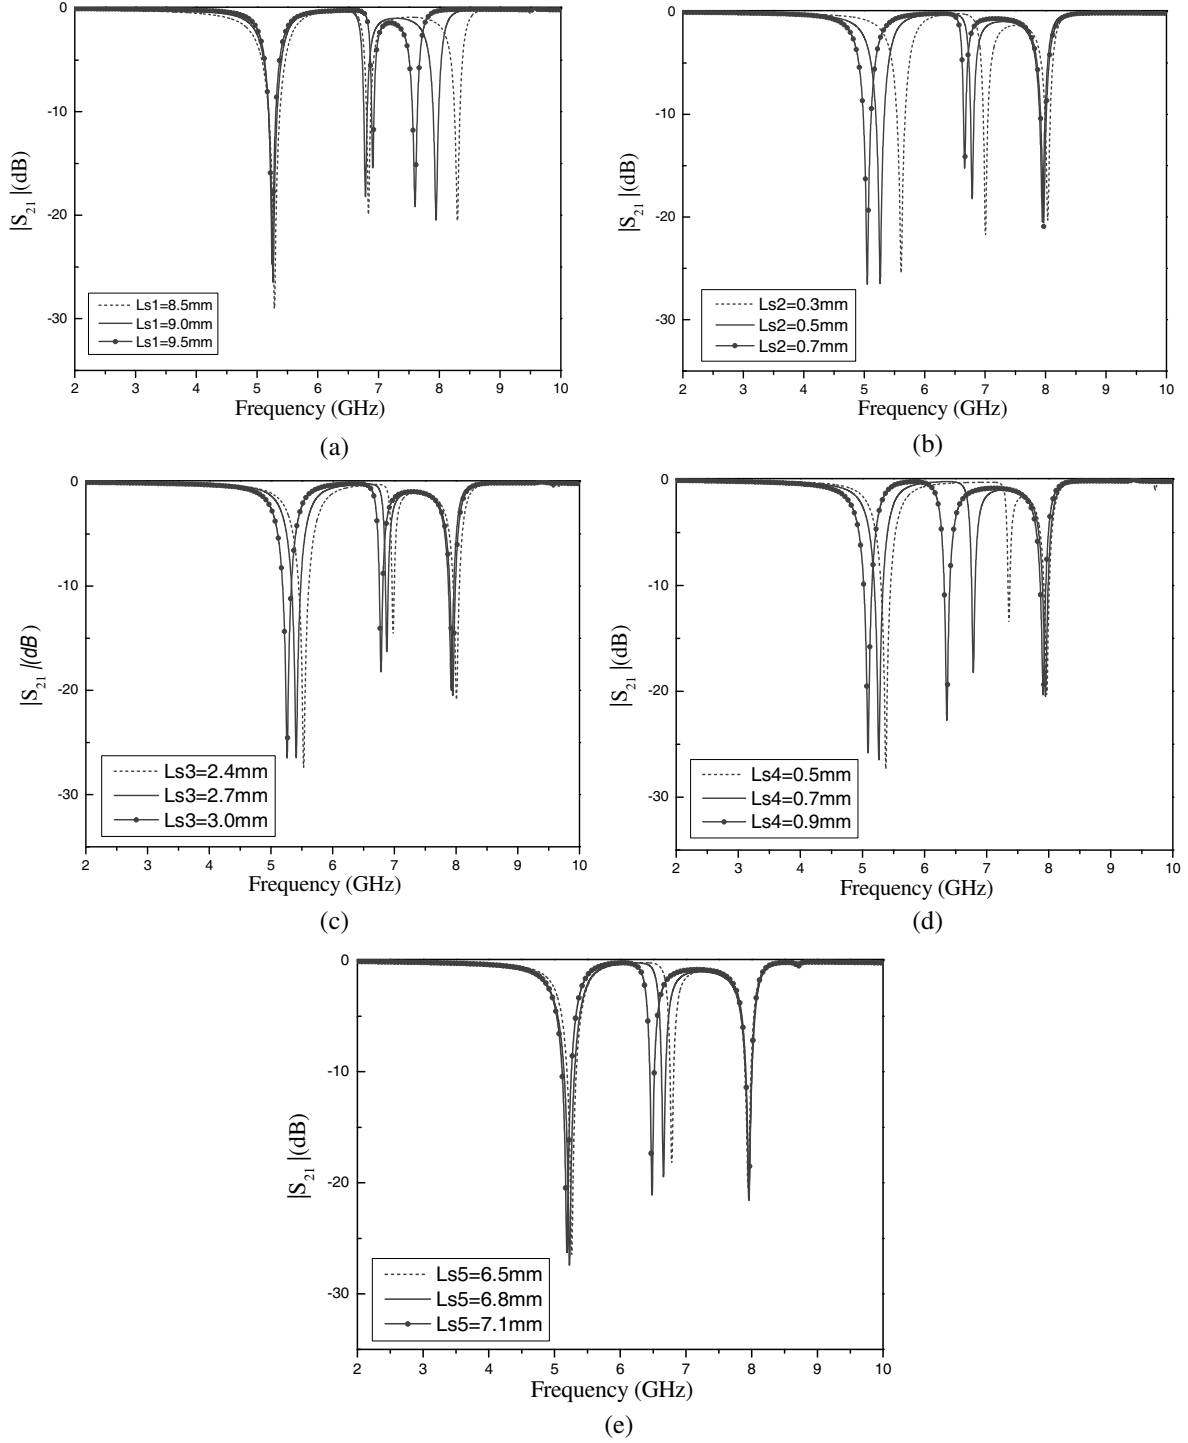 0
-10
-20
-30
|S21|(dB)
Ls1=8.5mm
Ls1=9.0mm
Ls1=9.5mm
2 3 4 5 6 7 8 9 10
Frequency (GHz)
(a)
0
-10
-20
-30
|S21|(dB)
Ls2=0.3mm
Ls2=0.5mm
Ls2=0.7mm
2 3 4 5 6 7 8 9 10
Frequency (GHz)
(b)
0
-10
-20
-30
|S21|(dB)
Ls3=2.4mm
Ls3=2.7mm
Ls3=3.0mm
2 3 4 5 6 7 8 9 10
Frequency (GHz)
(c)
0
-10
-20
-30
|S21|(dB)
Ls4=0.5mm
Ls4=0.7mm
Ls4=0.9mm
2 3 4 5 6 7 8 9 10
Frequency (GHz)
(d)
0
-10
-20
-30
|S21|(dB)
Ls5=6.5mm
Ls5=6.8mm
Ls5=7.1mm
2 3 4 5 6 7 8 9 10
Frequency (GHz)
(e)